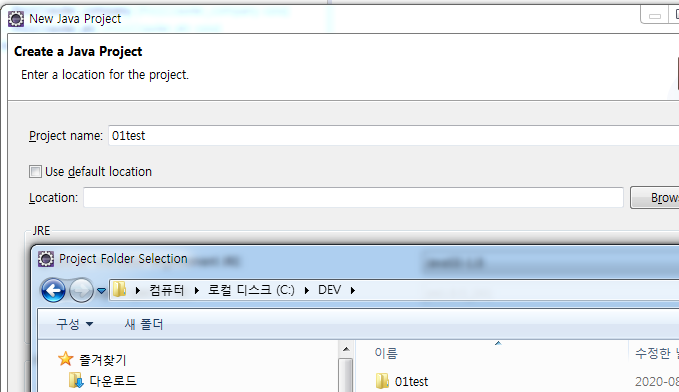 New Java Project
Create a Java Project
Enter a location for the project.
Project name: 01test
Use default location
Location:
JRE
Project Folder Selection
컴퓨터 로컬 디스크 (C:) DEV
구성 새 폴더
이름 수정한
즐겨찾기
다운로드
01test 2020-08